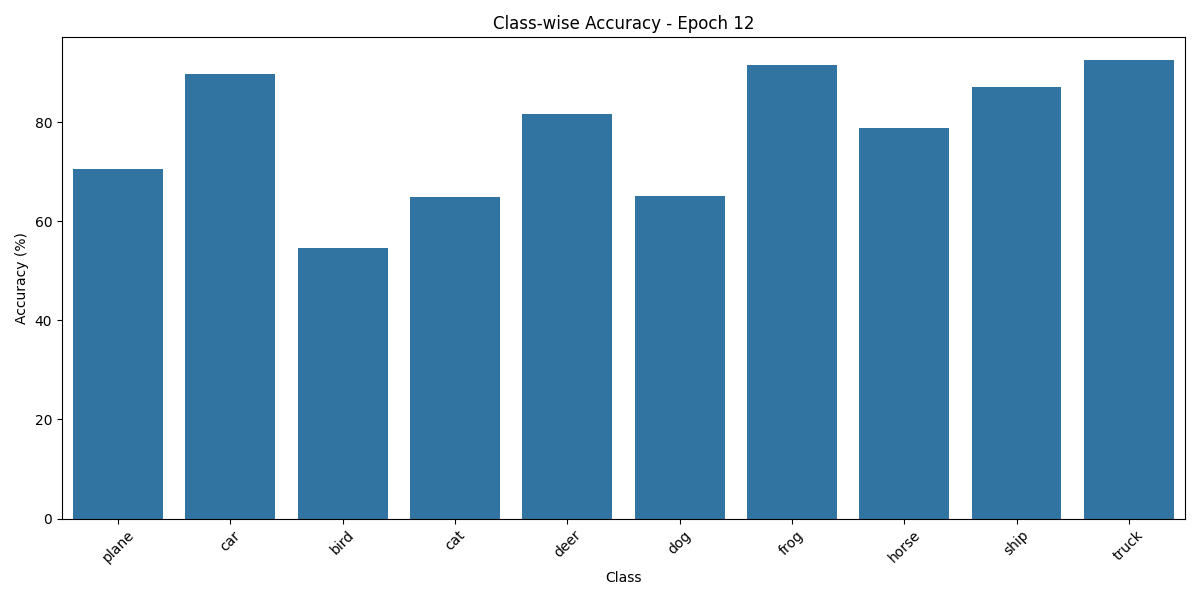 Class-wise Accuracy - Epoch 12
Accuracy (%)
80
60
40
20
0
plane
car
bird
cat
deer
dog
frog
horse
ship
truck
Class